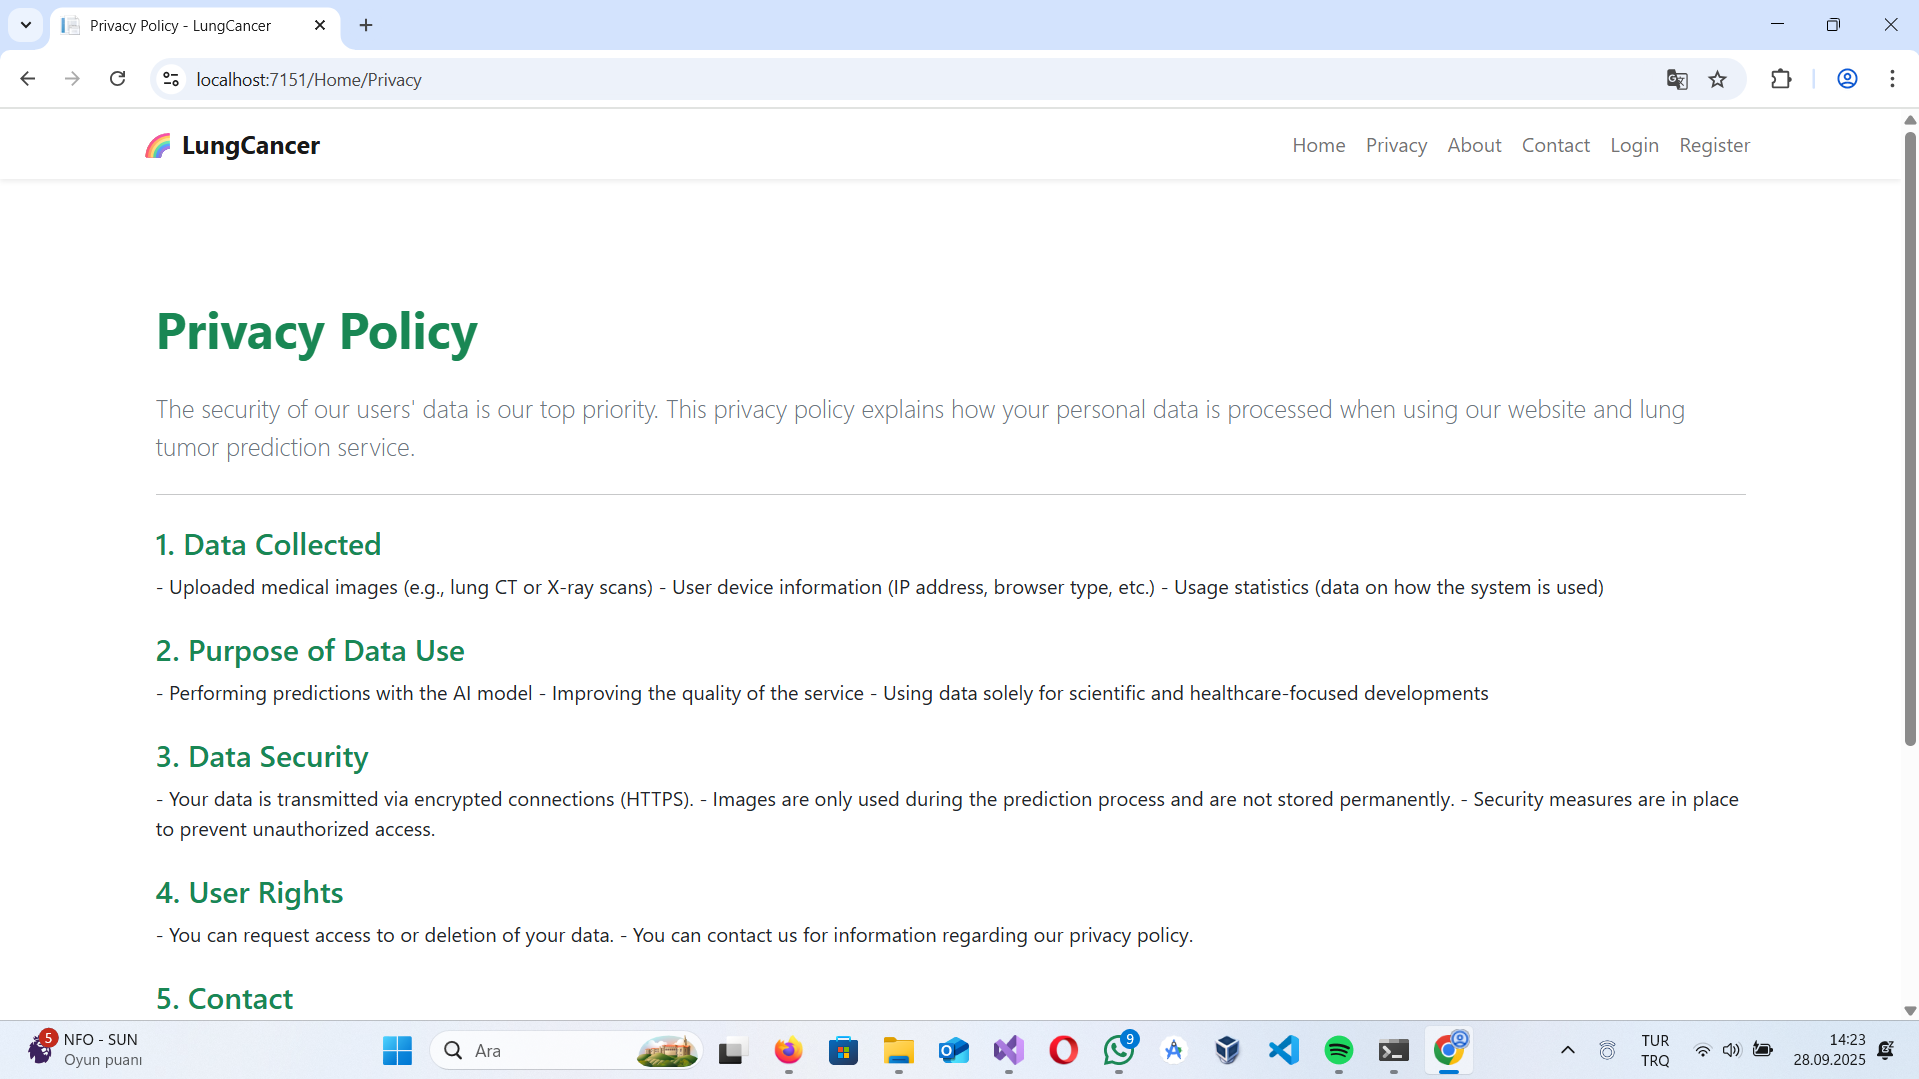 Privacy Policy - LungCancer
localhost:7151/Home/Privacy
LungCancer
Home Privacy About Contact Login Register
Privacy Policy
The security of our users' data is our top priority. This privacy policy explains how your personal data is processed when using our website and lung
tumor prediction service.
1. Data Collected
- Uploaded medical images (e.g., lung CT or X-ray scans) - User device information (IP address, browser type, etc.) - Usage statistics (data on how the system is used)
2. Purpose of Data Use
- Performing predictions with the AI model - Improving the quality of the service - Using data solely for scientific and healthcare-focused developments
3. Data Security
- Your data is transmitted via encrypted connections (HTTPS). - Images are only used during the prediction process and are not stored permanently. - Security measures are in place
to prevent unauthorized access.
4. User Rights
- You can request access to or deletion of your data. - You can contact us for information regarding our privacy policy.
5. Contact
5 NFO - SUN
Oyun puanı
Ara
9
TUR
TRQ
14:23
28.09.2025